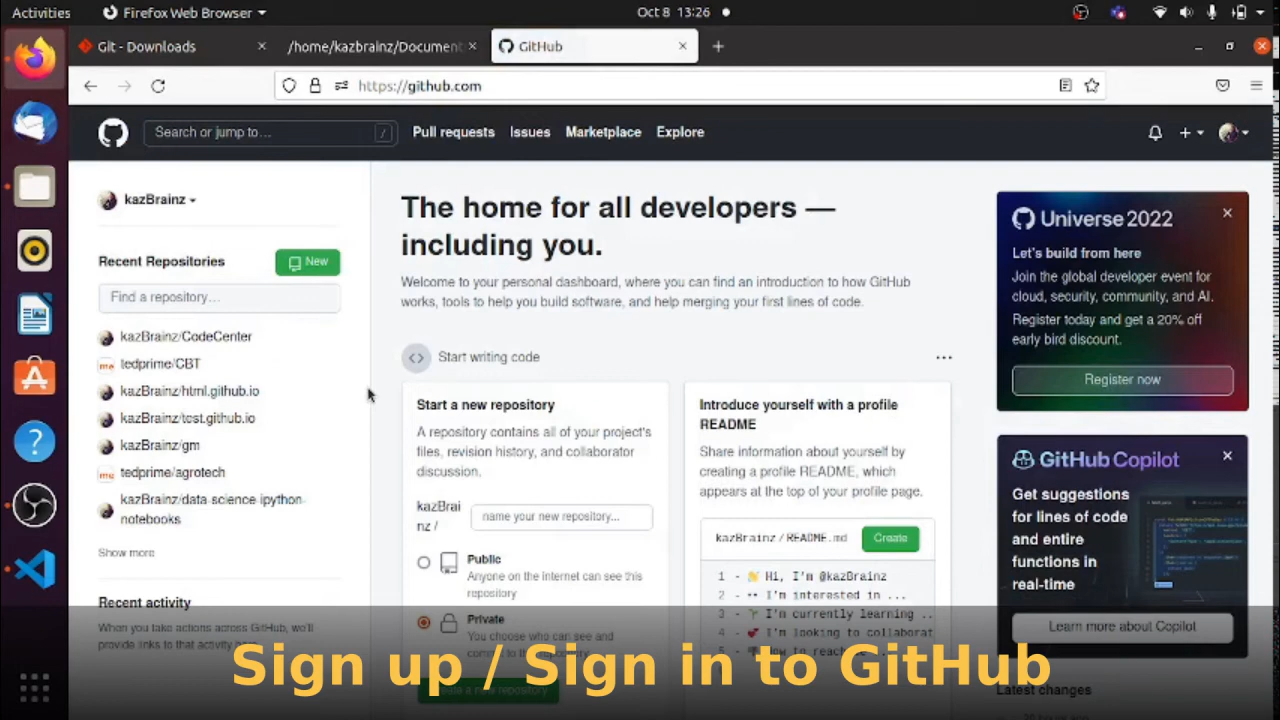 Activities
Firefox Web Browser
Oct 8 13:26
Git - Downloads
/home/kazbrainz/Document
GitHub
https://github.com
Search or jump to...
/
Pull requests
Issues
Marketplace
Explore
kazBrainz
Recent Repositories
New
Find a repository...
kazBrainz/CodeCenter
tedprime/CBT
kazBrainz/html.github.io
kazBrainz/test.github.io
kazBrainz/gm
tedprime/agrotech
kazBrainz/data-science-ipython-
notebooks
Show more
Recent activity
When you take actions across GitHub, we'll
provide links to that activity
The home for all developers —
including you.
Welcome to your personal dashboard, where you can find an introduction to how GitHub
works, tools to help you build software, and help merging your first lines of code.
Start writing code
Start a new repository
A repository contains all of your project's
files, revision history, and collaborator
discussion.
kazBrai
nz /
name your new repository...
Public
Anyone on the internet can see this
repository
Private
You choose who can see and
Introduce yourself with a profile
README
Share information about yourself by
creating a profile README, which
appears at the top of your profile page.
kazBrainz / README.md
Create
1 - 👋 Hi, I'm @kazBrainz
2 - 👀 I'm interested in ...
3 - 🌱 I'm currently learning ..
4 - 💞 I'm looking to collaborat
5 - How to reach
Universe 2022
Let's build from here
Join the global developer event for
cloud, security, community, and AI.
Register today and get a 20% off
early bird discount.
Register now
GitHub Copilot
Get suggestions
for lines of code
and entire
functions in
real-time
Learn more about Copilot
Latest changes
Sign up / Sign in to GitHub